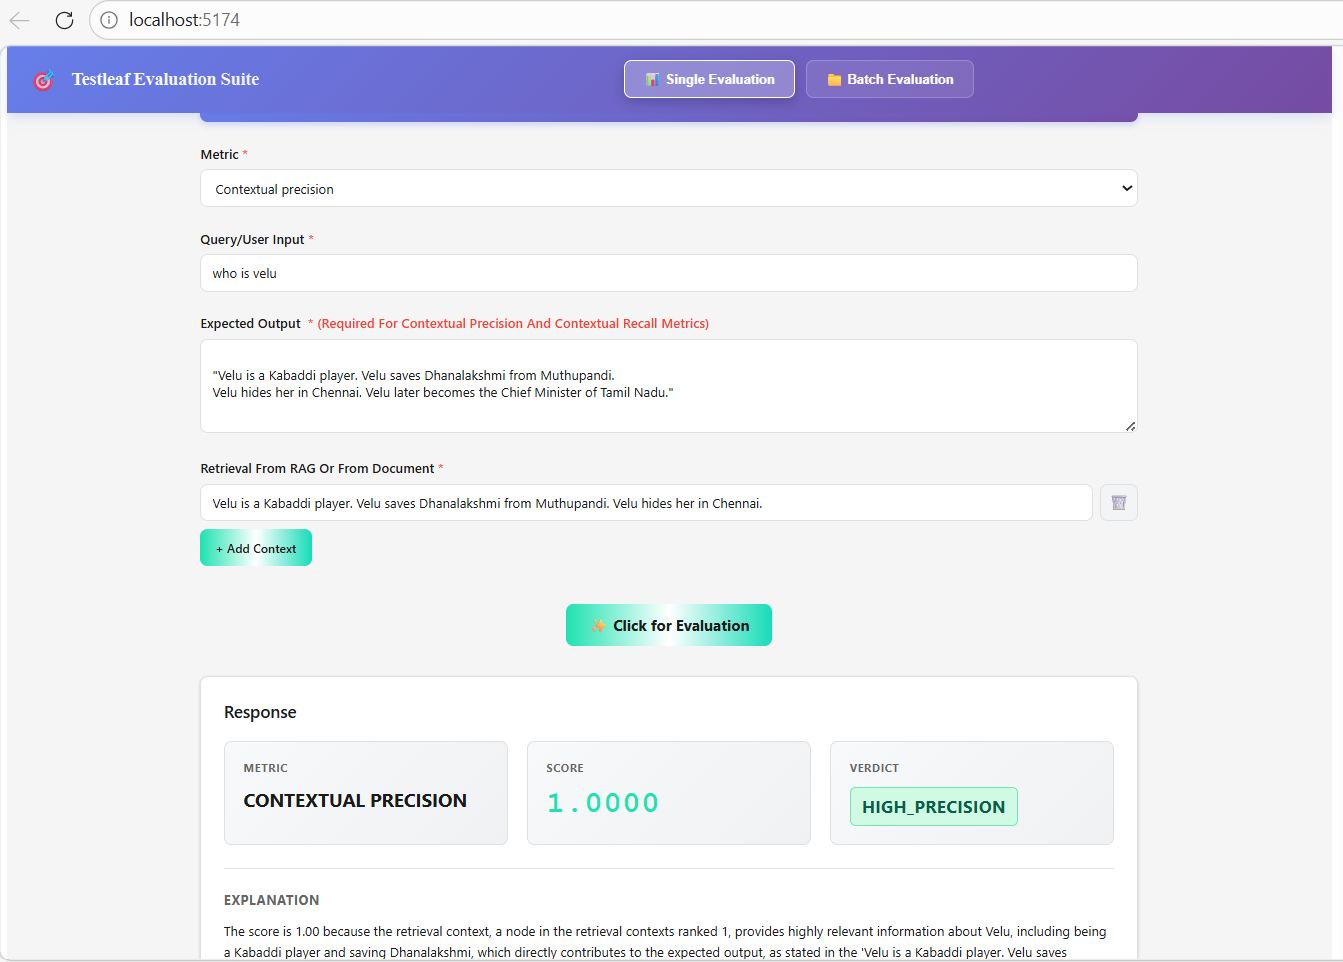 localhost:5174
Testleaf Evaluation Suite
Single Evaluation
Batch Evaluation
Metric *
Contextual precision
Query/User Input *
who is velu
Expected Output * (Required For Contextual Precision And Contextual Recall Metrics)
"Velu is a Kabaddi player. Velu saves Dhanalakshmi from Muthupandi.
Velu hides her in Chennai. Velu later becomes the Chief Minister of Tamil Nadu."
Retrieval From RAG Or From Document *
Velu is a Kabaddi player. Velu saves Dhanalakshmi from Muthupandi. Velu hides her in Chennai.
+ Add Context
Click for Evaluation
Response
METRIC
CONTEXTUAL PRECISION
SCORE
1.0000
VERDICT
HIGH_PRECISION
EXPLANATION
The score is 1.00 because the retrieval context, a node in the retrieval contexts ranked 1, provides highly relevant information about Velu, including being
a Kabaddi player and saving Dhanalakshmi, which directly contributes to the expected output, as stated in the 'Velu is a Kabaddi player. Velu saves